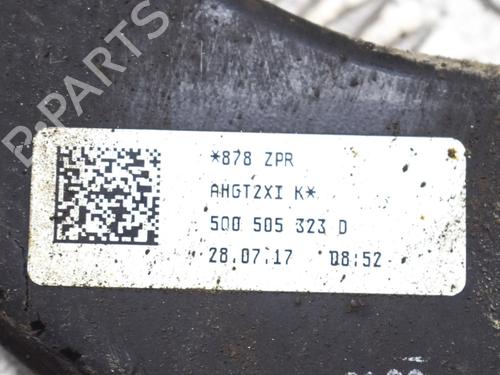 B-PARTS
*878 ZPR
AHGT2XI K*
5Q0 505 323 D
28.07.17 08:52